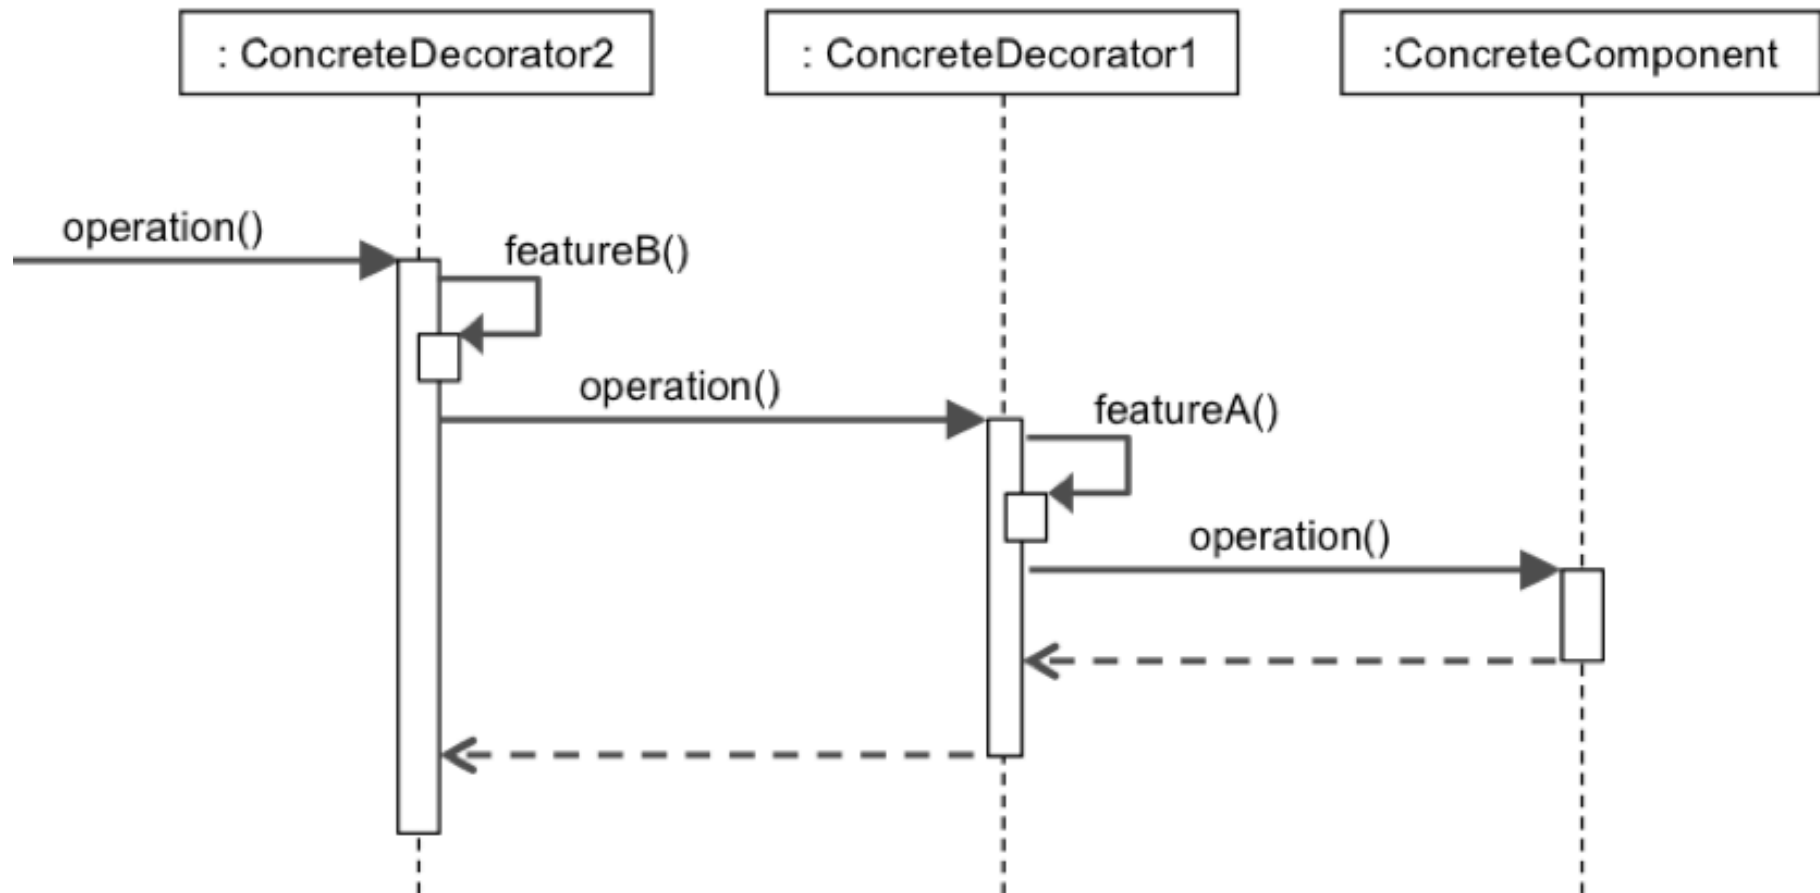 : ConcreteDecorator2
: ConcreteDecorator1
:ConcreteComponent
operation()
featureB()
operation()
featureA()
operation()